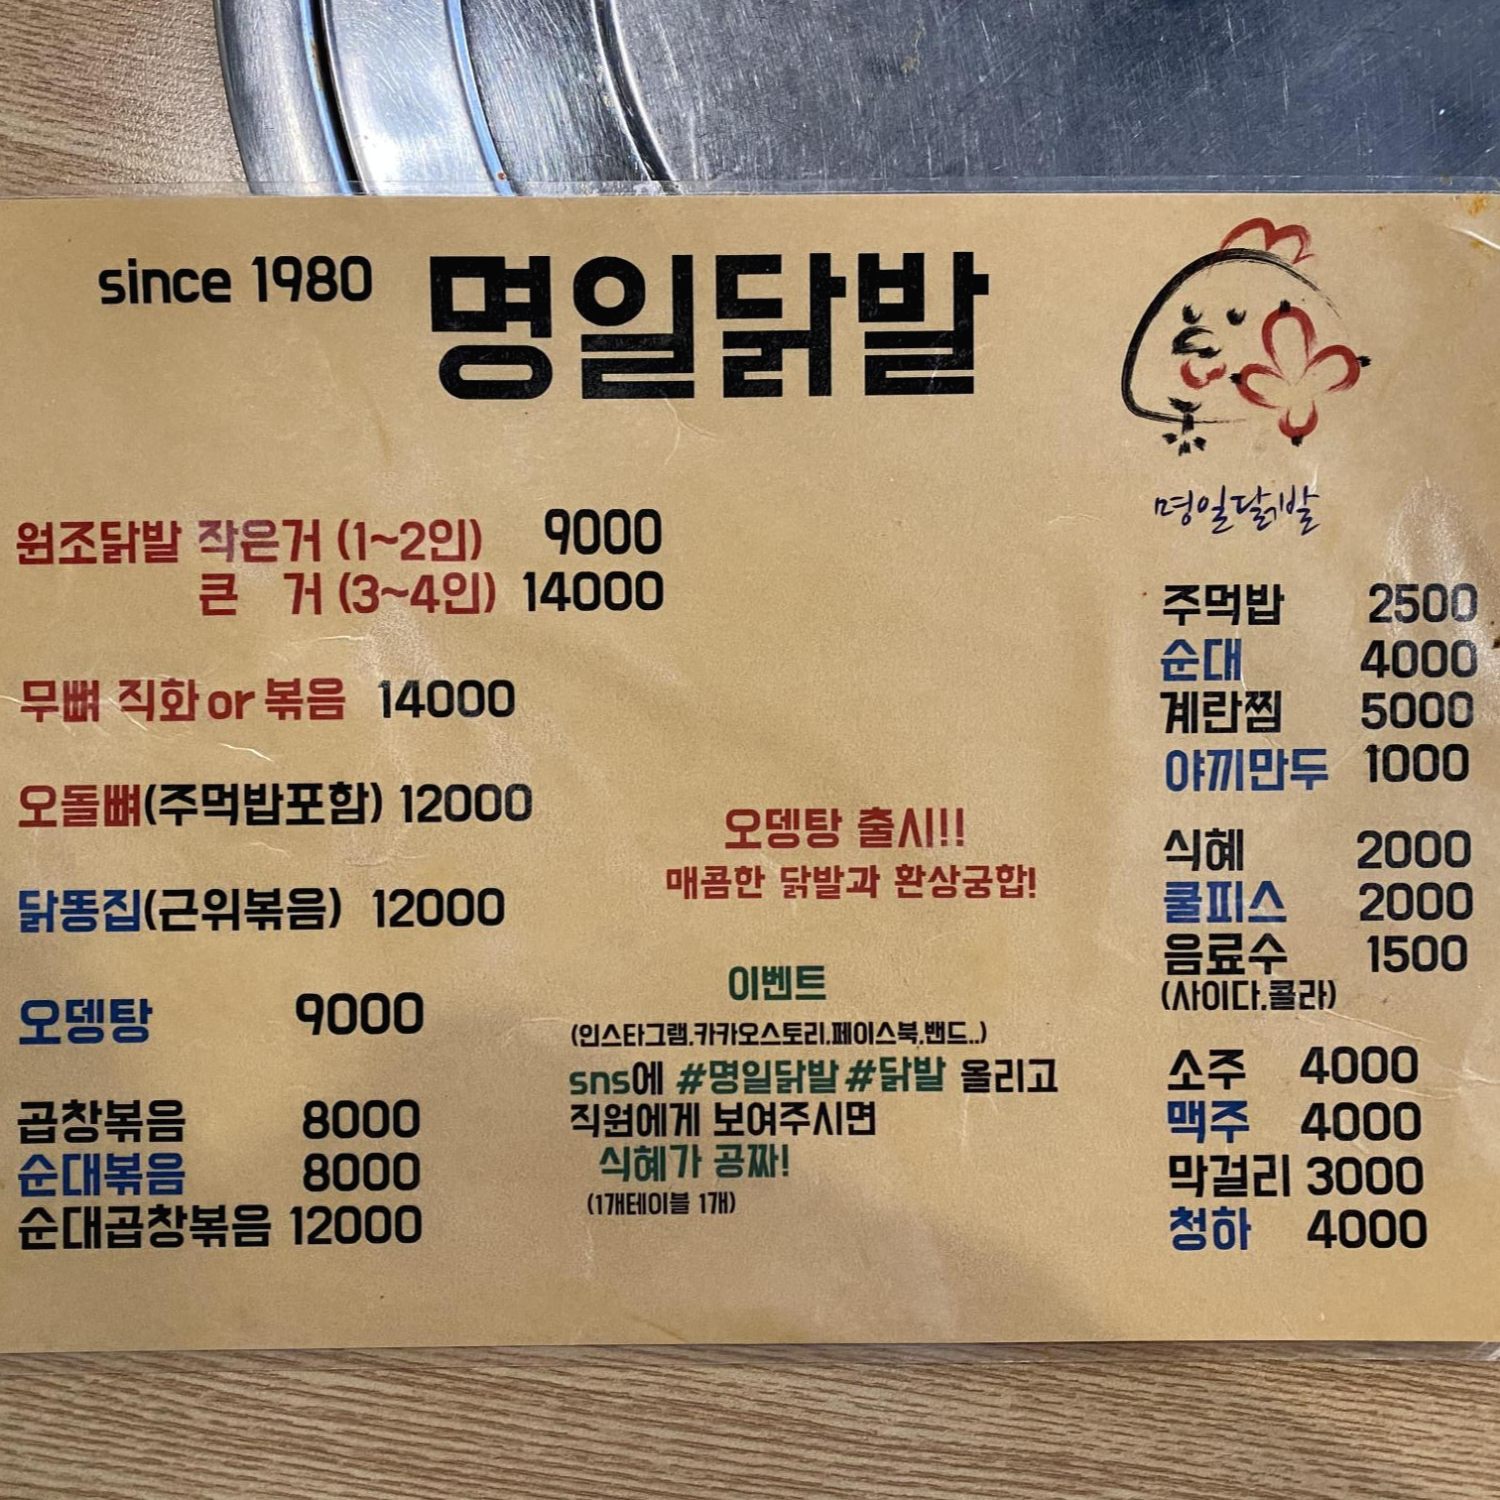 since 1980 명일닭발
명일닭발
원조닭발 작은거 (1~2인) 9000
큰 거 (3~4인) 14000
무뼈 직화 or 볶음 14000
오돌뼈(주먹밥포함) 12000
닭똥집(근위볶음) 12000
오뎅탕 9000
곱창볶음 8000
순대볶음 8000
순대곱창볶음 12000
오뎅탕 출시!!
매콤한 닭발과 환상궁합!
이벤트
(인스타그램.카카오스토리.페이스북.밴드..)
sns에 #명일닭발 #닭발 올리고
직원에게 보여주시면
식혜가 공짜!
(1개테이블 1개)
주먹밥 2500
순대 4000
계란찜 5000
야끼만두 1000
식혜 2000
쿨피스 2000
음료수 1500
(사이다.콜라)
소주 4000
맥주 4000
막걸리 3000
청하 4000